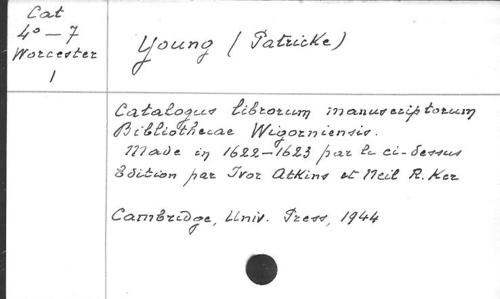 Cat
4º — 7
Worcester
1
Young (Patricke)
Catalogus librorum manuscriptorum
Bibliothecae Wigorniensis.
Made in 1622-1623 par le ci-dessus
Edition par Ivor Atkins et Neil R. Ker
Cambridge, Univ. Press, 1944